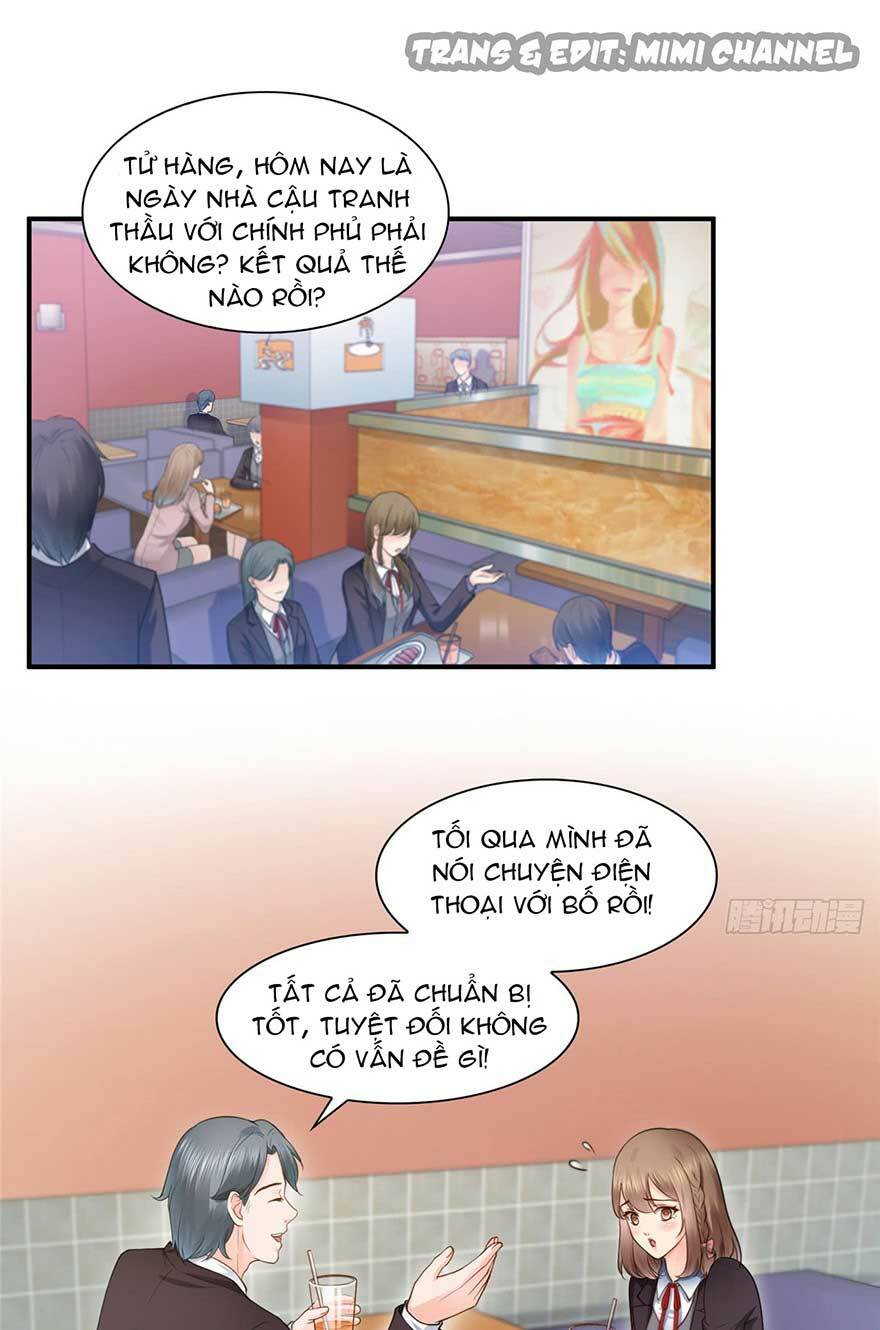 TRANS & EDIT: MIMI CHANNEL
TỬ HÀNG, HÔM NAY LÀ
NGÀY NHÀ CẬU TRANH
THẦU VỚI CHÍNH PHỦ PHẢI
KHÔNG? KẾT QUẢ THẾ
NÀO RỒI?
TỐI QUA MÌNH ĐÃ
NÓI CHUYỆN ĐIỆN
THOẠI VỚI BỐ RỒI!
腾讯动漫
TẤT CẢ ĐÃ CHUẨN BỊ
TỐT, TUYỆT ĐỐI KHÔNG
CÓ VẤN ĐỀ GÌ!